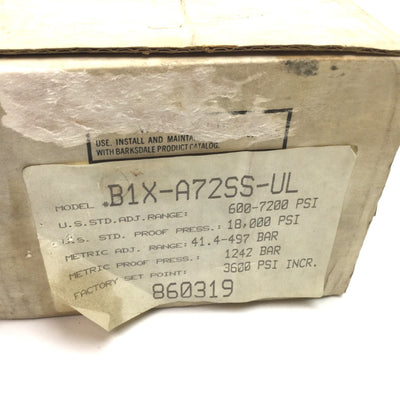 USE, INSTALL AND MAINTA
WITH BARKSDALE PRODUCT CATALOG.
MODEL .B1X-A72SS-UL
U.S.STD.ADJ.RANGE: 600-7200 PSI
U.S. STD. PROOF PRESS.: 18,000 PSI
METRIC ADJ. RANGE: 41.4-497 BAR
METRIC PROOF PRESS.: 1242 BAR
FACTORY SET POINT: 3600 PSI INCR.
860319